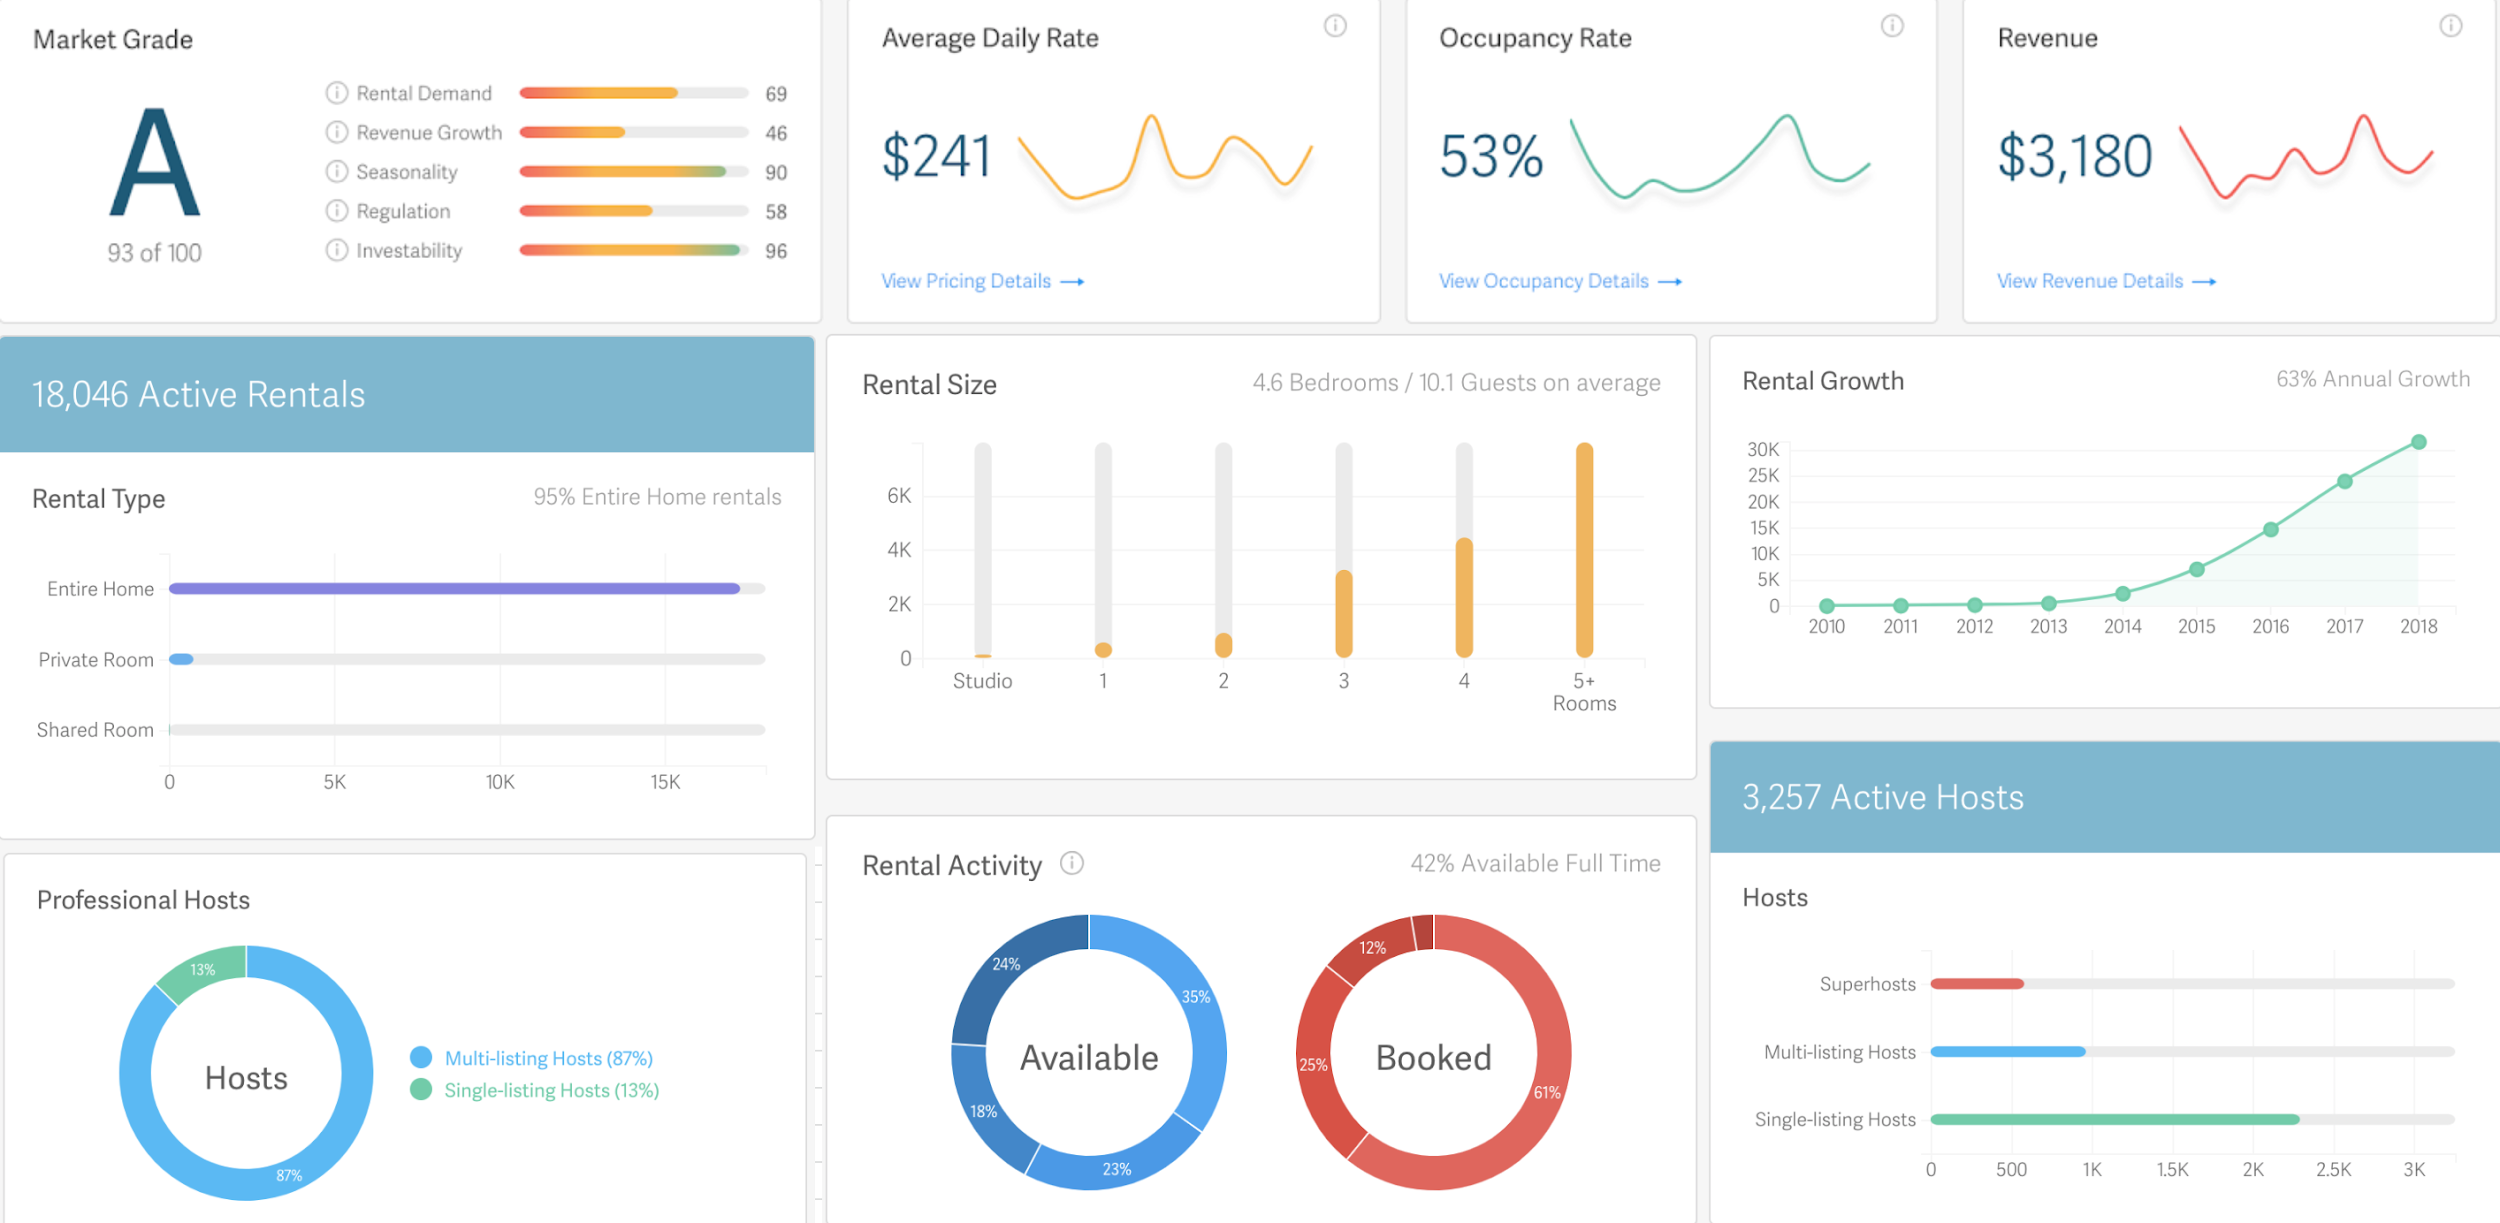 Market Grade
A
93 of 100
Rental Demand 69
Revenue Growth 46
Seasonality 90
Regulation 58
Investability 96
Average Daily Rate
$241
View Pricing Details →
Occupancy Rate
53%
View Occupancy Details →
Revenue
$3,180
View Revenue Details →
18,046 Active Rentals
Rental Type
95% Entire Home rentals
Entire Home
Private Room
Shared Room
0 5K 10K 15K
Rental Size
4.6 Bedrooms / 10.1 Guests on average
6K
4K
2K
0
Studio 1 2 3 4 5+
Rooms
Rental Growth
63% Annual Growth
30K
25K
20K
15K
10K
5K
0
2010 2011 2012 2013 2014 2015 2016 2017 2018
Professional Hosts
13%
Hosts
87%
Multi-listing Hosts (87%)
Single-listing Hosts (13%)
Rental Activity
42% Available Full Time
24%
35%
Available
18%
23%
12%
Booked
25%
61%
3,257 Active Hosts
Hosts
Superhosts
Multi-listing Hosts
Single-listing Hosts
0 500 1K 1.5K 2K 2.5K 3K